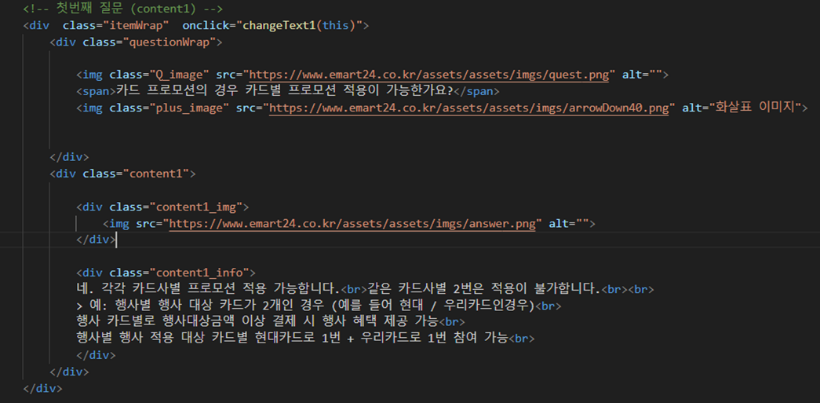 <!-- 첫번째 질문 (content1) -->
<div  class="itemWrap"  onclick="changeText1(this)">
<div class="questionWrap">
<img class="Q_image" src="https://www.emart24.co.kr/assets/assets/imgs/quest.png" alt="">
<span>카드 프로모션의 경우 카드별 프로모션 적용이 가능한가요?</span>
<img class="plus_image" src="https://www.emart24.co.kr/assets/assets/imgs/arrowDown40.png" alt="화살표 이미지">
</div>
<div class="content1">
<div class="content1_img">
<img src="https://www.emart24.co.kr/assets/assets/imgs/answer.png" alt="">
</div>
<div class="content1_info">
네. 각각 카드사별 프로모션 적용 가능합니다.<br>같은 카드사별 2번은 적용이 불가합니다.<br><br>
> 예: 행사별 행사 대상 카드가 2개인 경우 (예를 들어 현대 / 우리카드인경우)<br>
행사 카드별로 행사대상금액 이상 결제 시 행사 혜택 제공 가능<br>
행사별 행사 적용 대상 카드별 현대카드로 1번 + 우리카드로 1번 참여 가능<br>
</div>
</div>
</div>